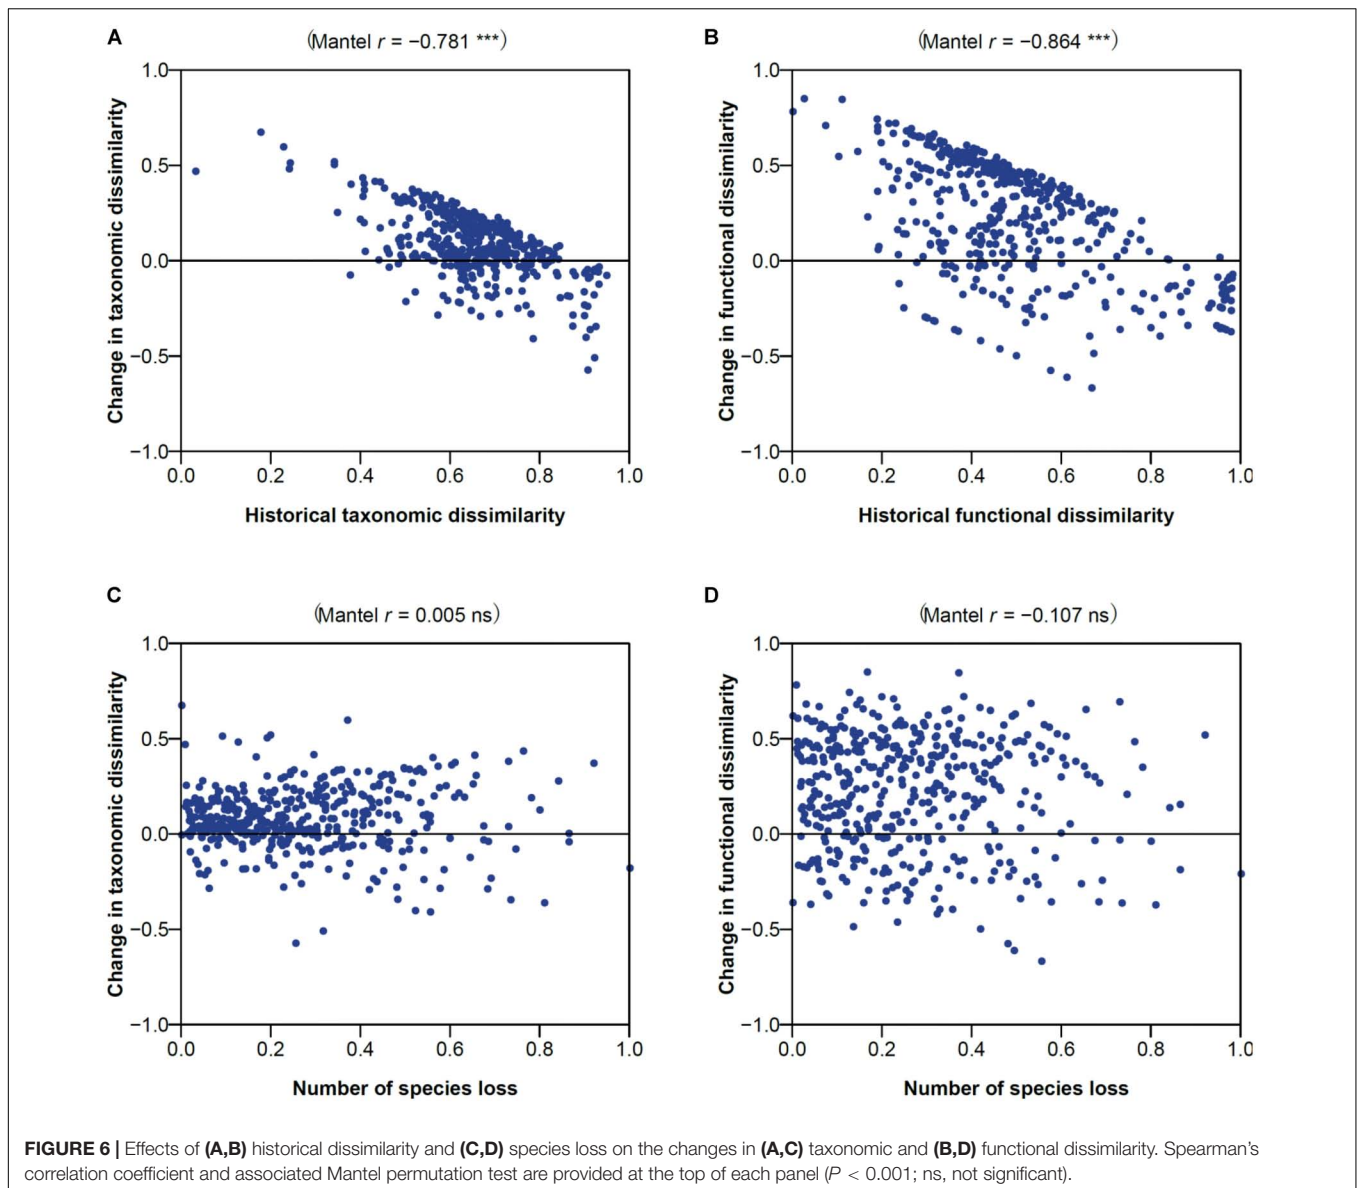 A
(Mantel r = −0.781 ***)
1.0
0.5
0.0
−0.5
−1.0
0.0 0.2 0.4 0.6 0.8 1.0
Change in taxonomic dissimilarity
Historical taxonomic dissimilarity
B
(Mantel r = −0.864 ***)
1.0
0.5
0.0
−0.5
−1.0
0.0 0.2 0.4 0.6 0.8 1.0
Change in functional dissimilarity
Historical functional dissimilarity
C
(Mantel r = 0.005 ns)
1.0
0.5
0.0
−0.5
−1.0
0.0 0.2 0.4 0.6 0.8 1.0
Change in taxonomic dissimilarity
Number of species loss
D
(Mantel r = −0.107 ns)
1.0
0.5
0.0
−0.5
−1.0
0.0 0.2 0.4 0.6 0.8 1.0
Change in functional dissimilarity
Number of species loss
FIGURE 6 | Effects of (A,B) historical dissimilarity and (C,D) species loss on the changes in (A,C) taxonomic and (B,D) functional dissimilarity. Spearman's
correlation coefficient and associated Mantel permutation test are provided at the top of each panel (P < 0.001; ns, not significant).